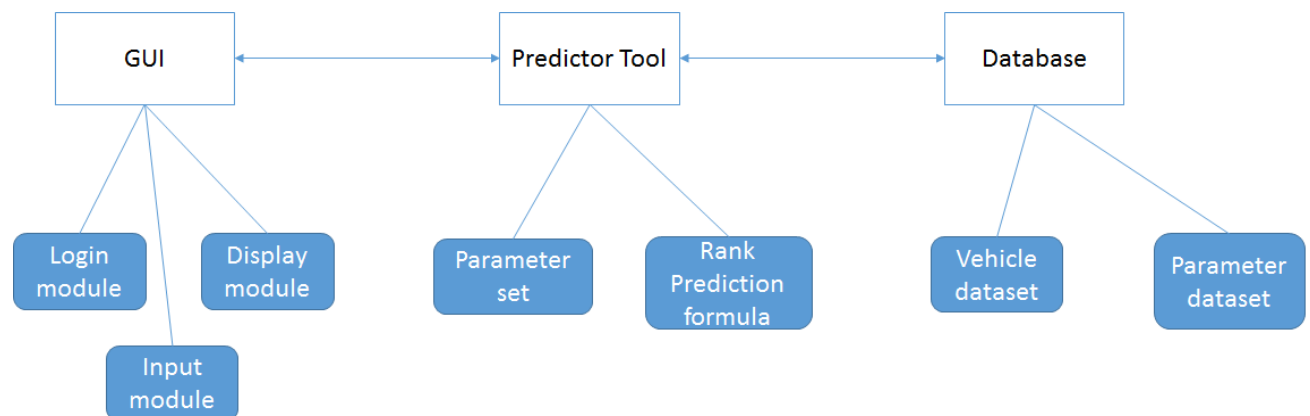 GUI
Predictor Tool
Database
Login
module
Display
module
Input
module
Parameter
set
Rank
Prediction
formula
Vehicle
dataset
Parameter
dataset